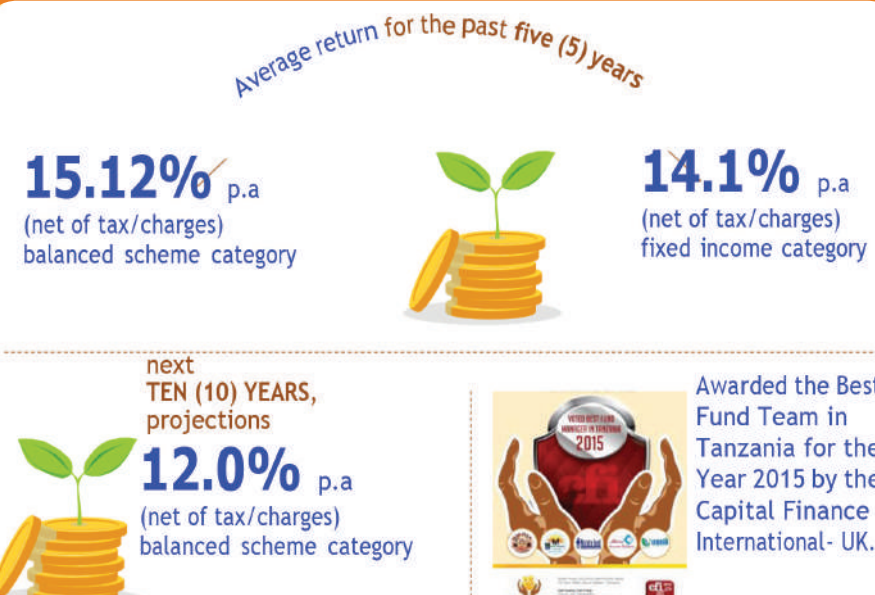 Average return for the past five (5) years
15.12% p.a
(net of tax/charges)
balanced scheme category
14.1% p.a
(net of tax/charges)
fixed income category
next
TEN (10) YEARS,
projections
12.0% p.a
(net of tax/charges)
balanced scheme category
VOTED BEST FUND
MANAGER IN TANZANIA
2015
cfi
Awarded the Best
Fund Team in
Tanzania for the
Year 2015 by the
Capital Finance
International- UK.
cfi